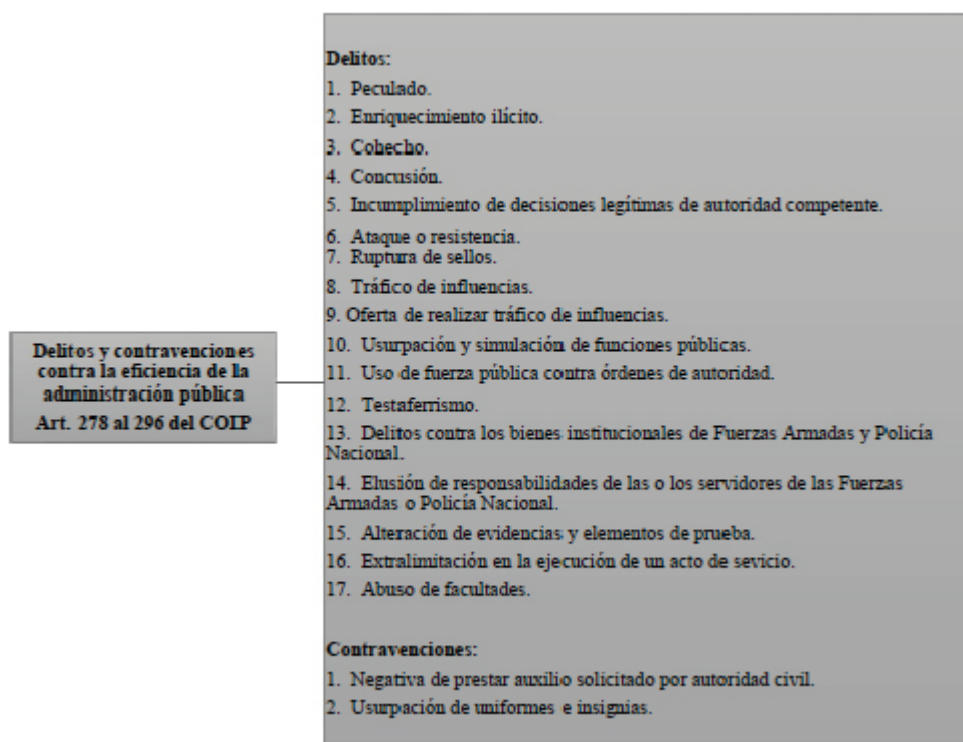 Delitos y contravenciones
contra la eficiencia de la
administración pública
Art. 278 al 296 del COIP
Delitos:
1. Peculado.
2. Enriquecimiento ilícito.
3. Cohecho.
4. Concusión.
5. Incumplimiento de decisiones legítimas de autoridad competente.
6. Ataque o resistencia.
7. Ruptura de sellos.
8. Tráfico de influencias.
9. Oferta de realizar tráfico de influencias.
10. Usurpación y simulación de funciones públicas.
11. Uso de fuerza pública contra órdenes de autoridad.
12. Testaferrismo.
13. Delitos contra los bienes institucionales de Fuerzas Armadas y Policía
Nacional.
14. Elusión de responsabilidades de las o los servidores de las Fuerzas
Armadas o Policía Nacional.
15. Alteración de evidencias y elementos de prueba.
16. Extralimitación en la ejecución de un acto de sevicio.
17. Abuso de facultades.
Contravenciones:
1. Negativa de prestar auxilio solicitado por autoridad civil.
2. Usurpación de uniformes e insignias.